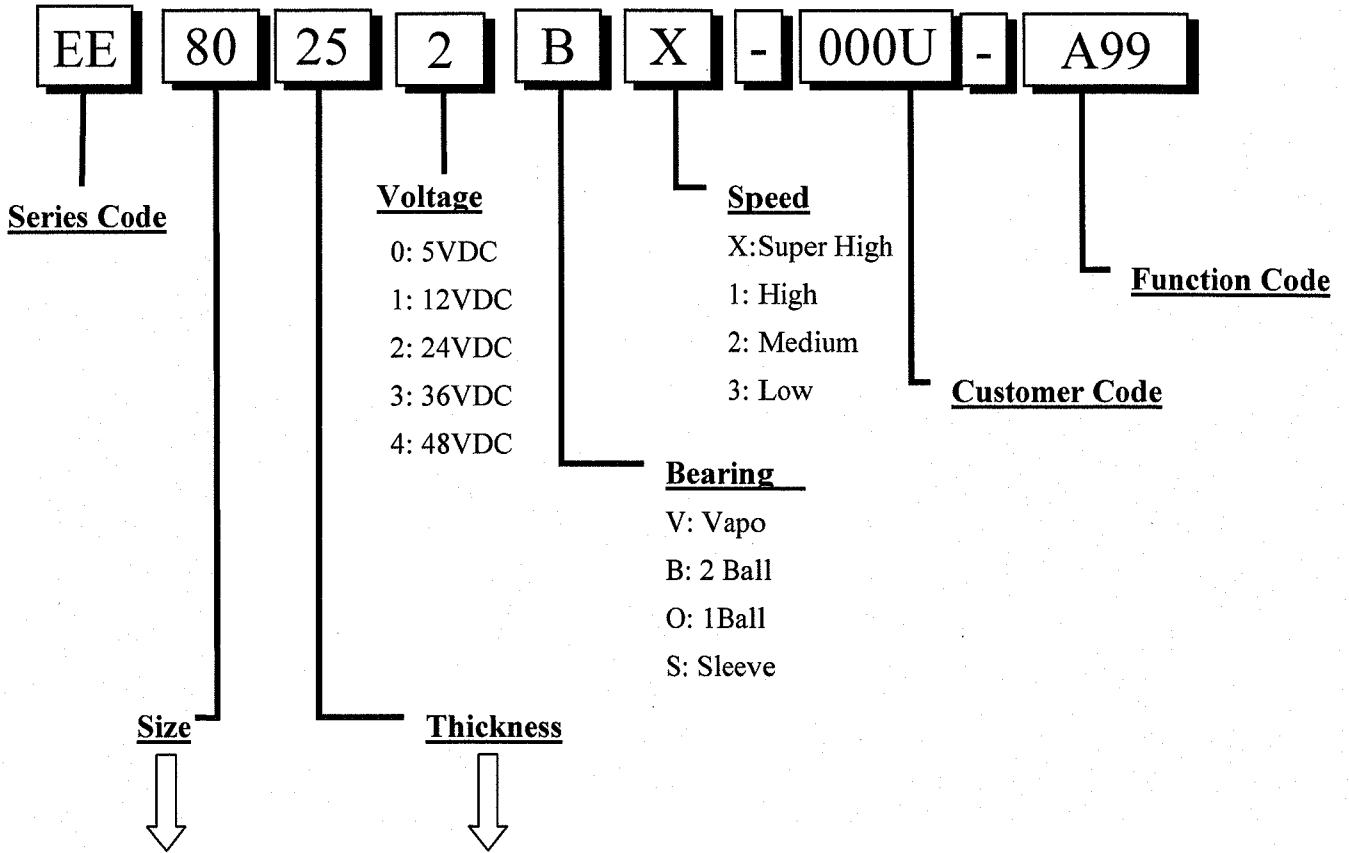 EE 80 25 2 B X - 000U - A99
Series Code
Voltage
0: 5VDC
1: 12VDC
2: 24VDC
3: 36VDC
4: 48VDC
Speed
X:Super High
1: High
2: Medium
3: Low
Function Code
Customer Code
Bearing
V: Vapo
B: 2 Ball
O: 1Ball
S: Sleeve
Size
Thickness